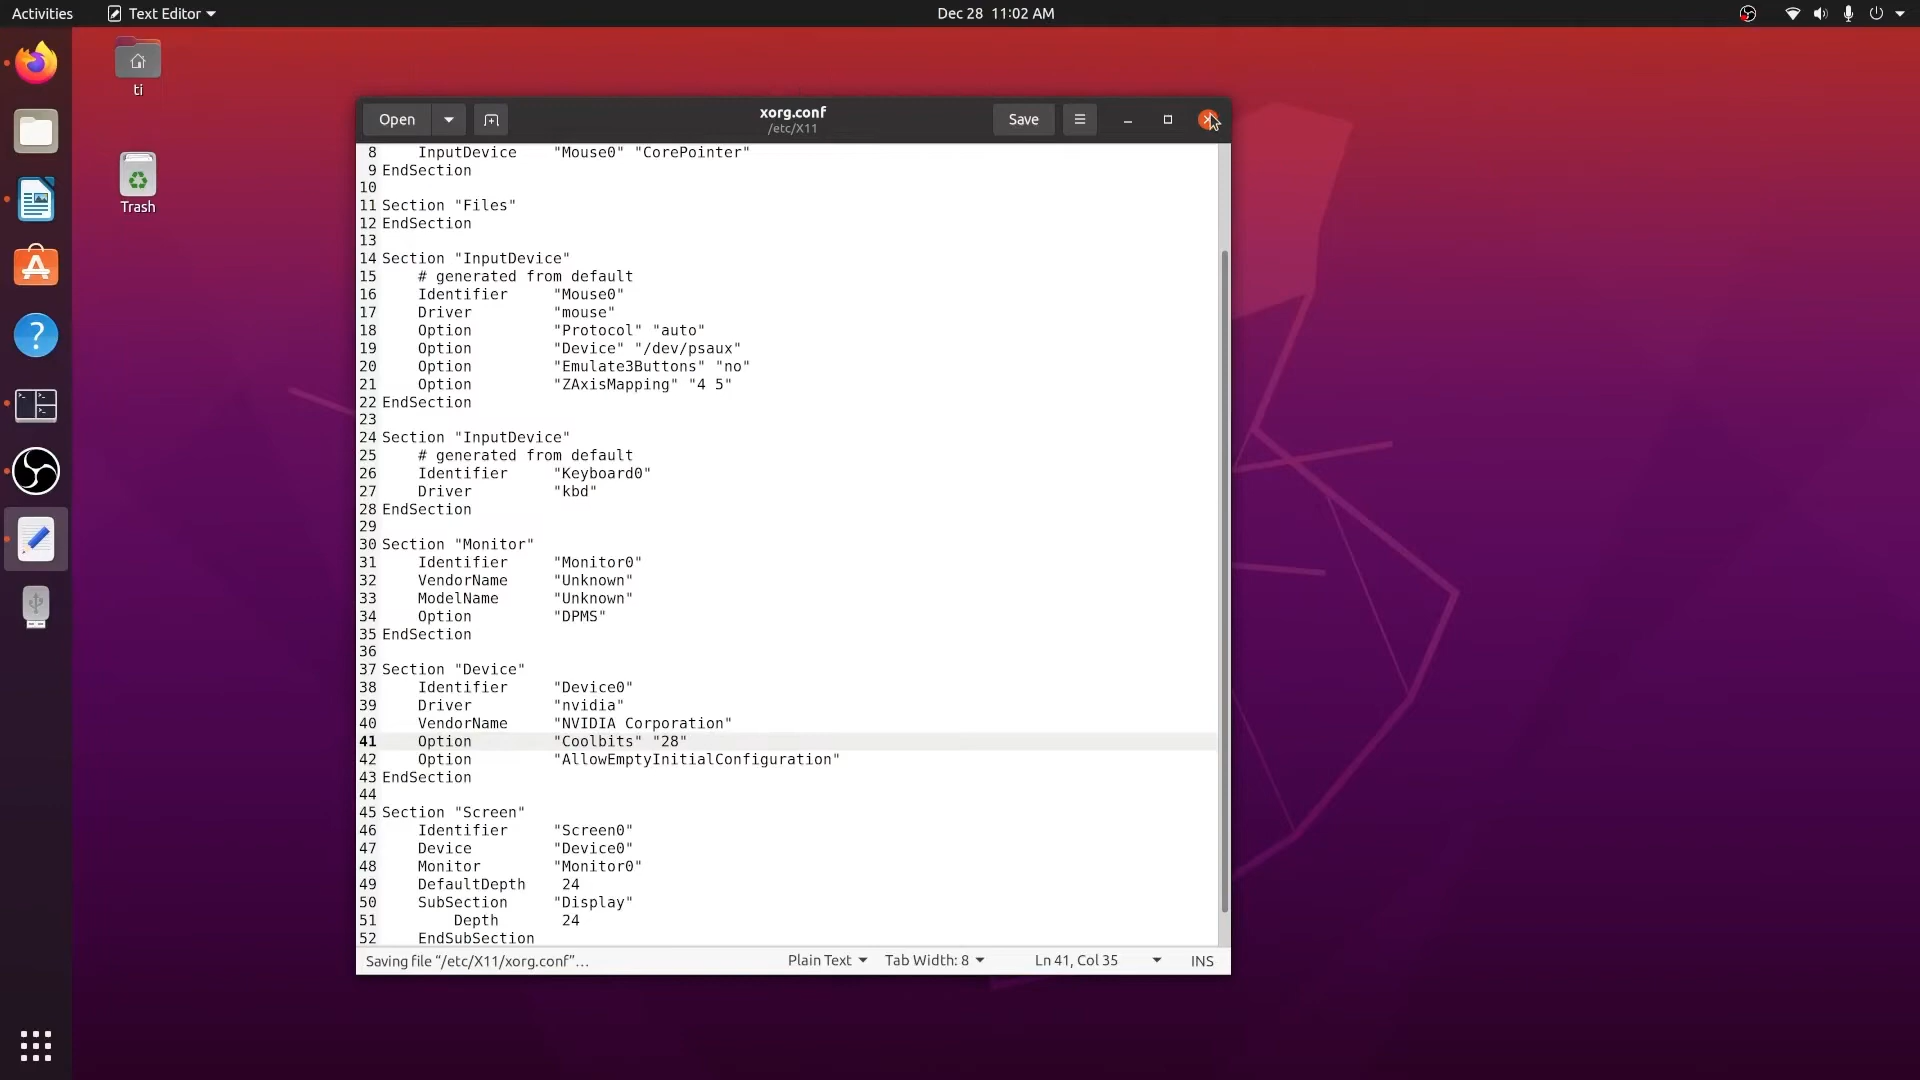 Activities
Text Editor
Dec 28 11:02 AM
ti
Trash
Open
xorg.conf
/etc/X11
Save
8 InputDevice "Mouse0" "CorePointer"
9 EndSection
10
11 Section "Files"
12 EndSection
13
14 Section "InputDevice"
15 # generated from default
16 Identifier "Mouse0"
17 Driver "mouse"
18 Option "Protocol" "auto"
19 Option "Device" "/dev/psaux"
20 Option "Emulate3Buttons" "no"
21 Option "ZAxisMapping" "4 5"
22 EndSection
23
24 Section "InputDevice"
25 # generated from default
26 Identifier "Keyboard0"
27 Driver "kbd"
28 EndSection
29
30 Section "Monitor"
31 Identifier "Monitor0"
32 VendorName "Unknown"
33 ModelName "Unknown"
34 Option "DPMS"
35 EndSection
36
37 Section "Device"
38 Identifier "Device0"
39 Driver "nvidia"
40 VendorName "NVIDIA Corporation"
41 Option "Coolbits" "28"
42 Option "AllowEmptyInitialConfiguration"
43 EndSection
44
45 Section "Screen"
46 Identifier "Screen0"
47 Device "Device0"
48 Monitor "Monitor0"
49 DefaultDepth 24
50 SubSection "Display"
51 Depth 24
52 EndSubSection
Saving file “/etc/X11/xorg.conf”…
Plain Text
Tab Width: 8
Ln 41, Col 35
INS